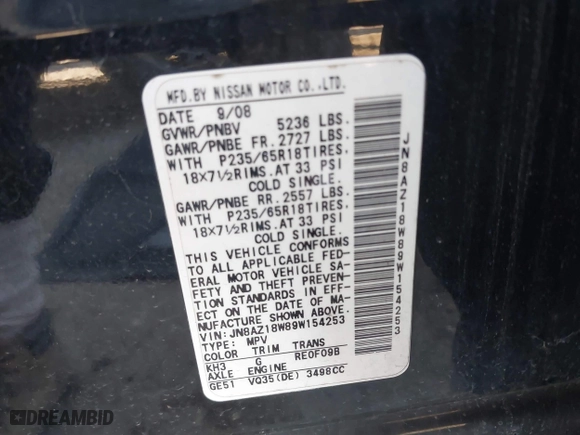 MFD.BY NISSAN MOTOR CO.,LTD.
DATE 9/08
GVWR/PNBV 5236 LBS.
GAWR/PNBE FR. 2727 LBS.
WITH P235/65R18TIRES.
18×7½RIMS.AT 33 PSI
COLD SINGLE.
GAWR/PNBE RR. 2557 LBS.
WITH P235/65R18TIRES.
18×7½RIMS.AT 33 PSI
COLD SINGLE.
THIS VEHICLE CONFORMS
TO ALL APPLICABLE FED-
ERAL MOTOR VEHICLE SA-
FETY AND THEFT PREVEN-
TION STANDARDS IN EFF-
ECT ON THE DATE OF MA-
NUFACTURE SHOWN ABOVE.
VIN: JN8AZ18W89W154253
TYPE: MPV
COLOR TRIM TRANS
KH3 G RE0F09B
AXLE ENGINE
GE51 VQ35(DE) 3498CC
JN8AZ18W89W154253
DREAMBID